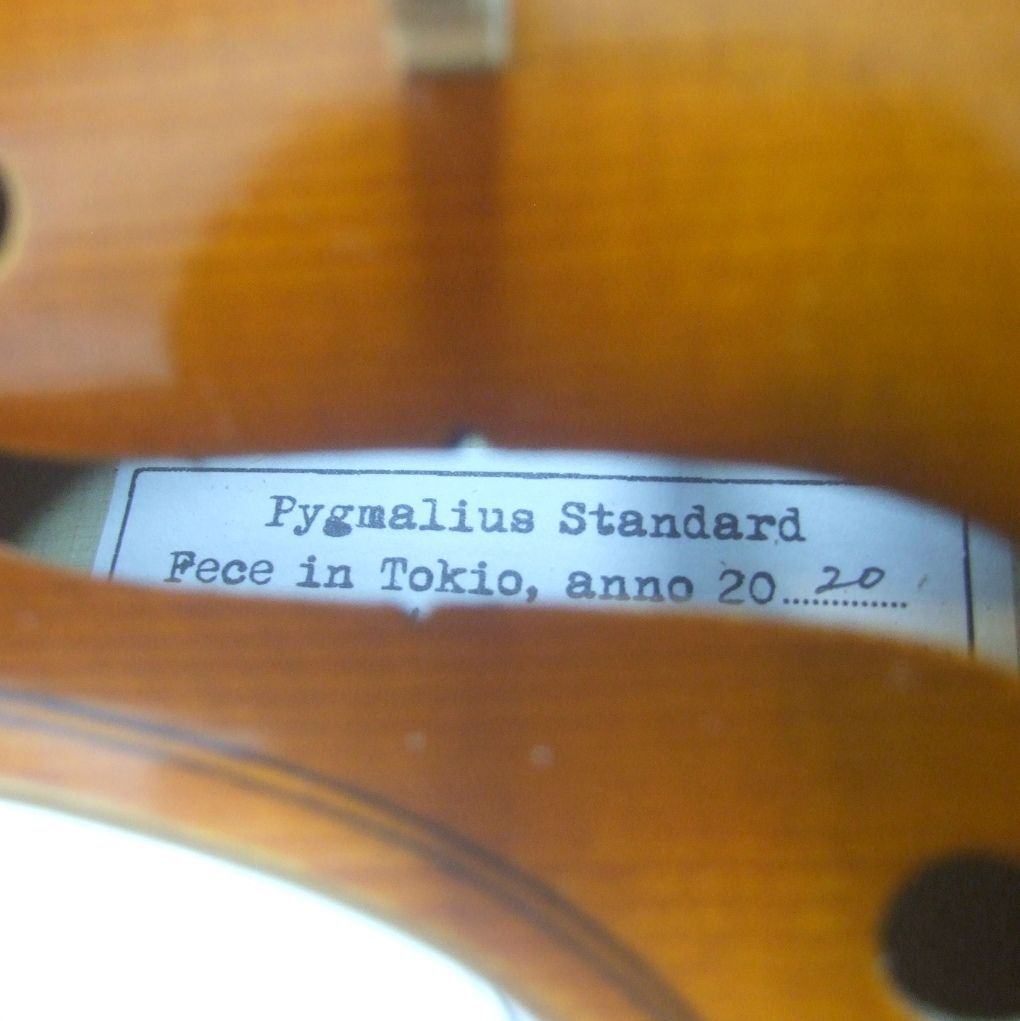 Pygmalius Standard
Fece in Tokio, anno 20............ 20